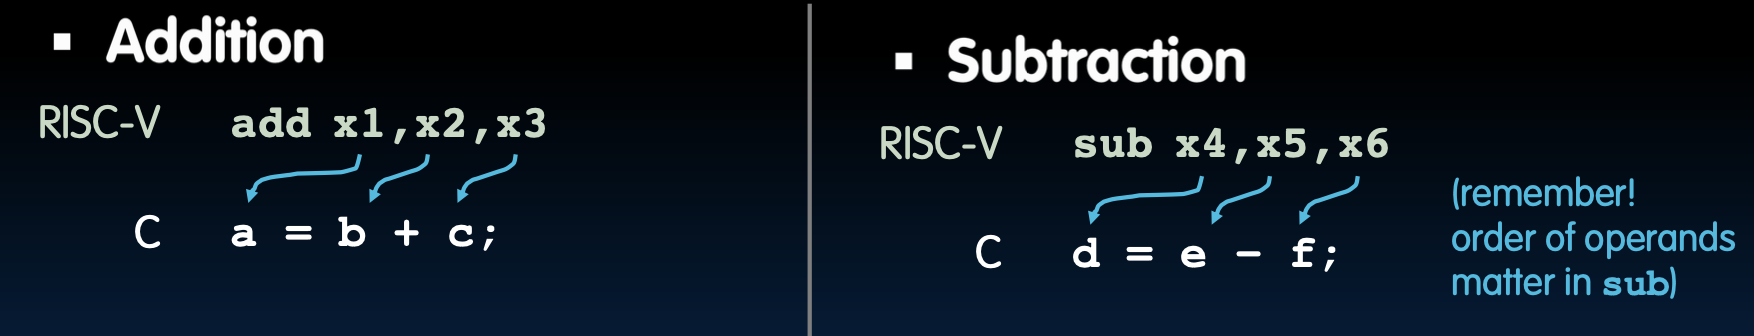 ▪ Addition
RISC-V add x1,x2,x3
C a = b + c;
▪ Subtraction
RISC-V sub x4,x5,x6
C d = e - f;
(remember!
order of operands
matter in sub)